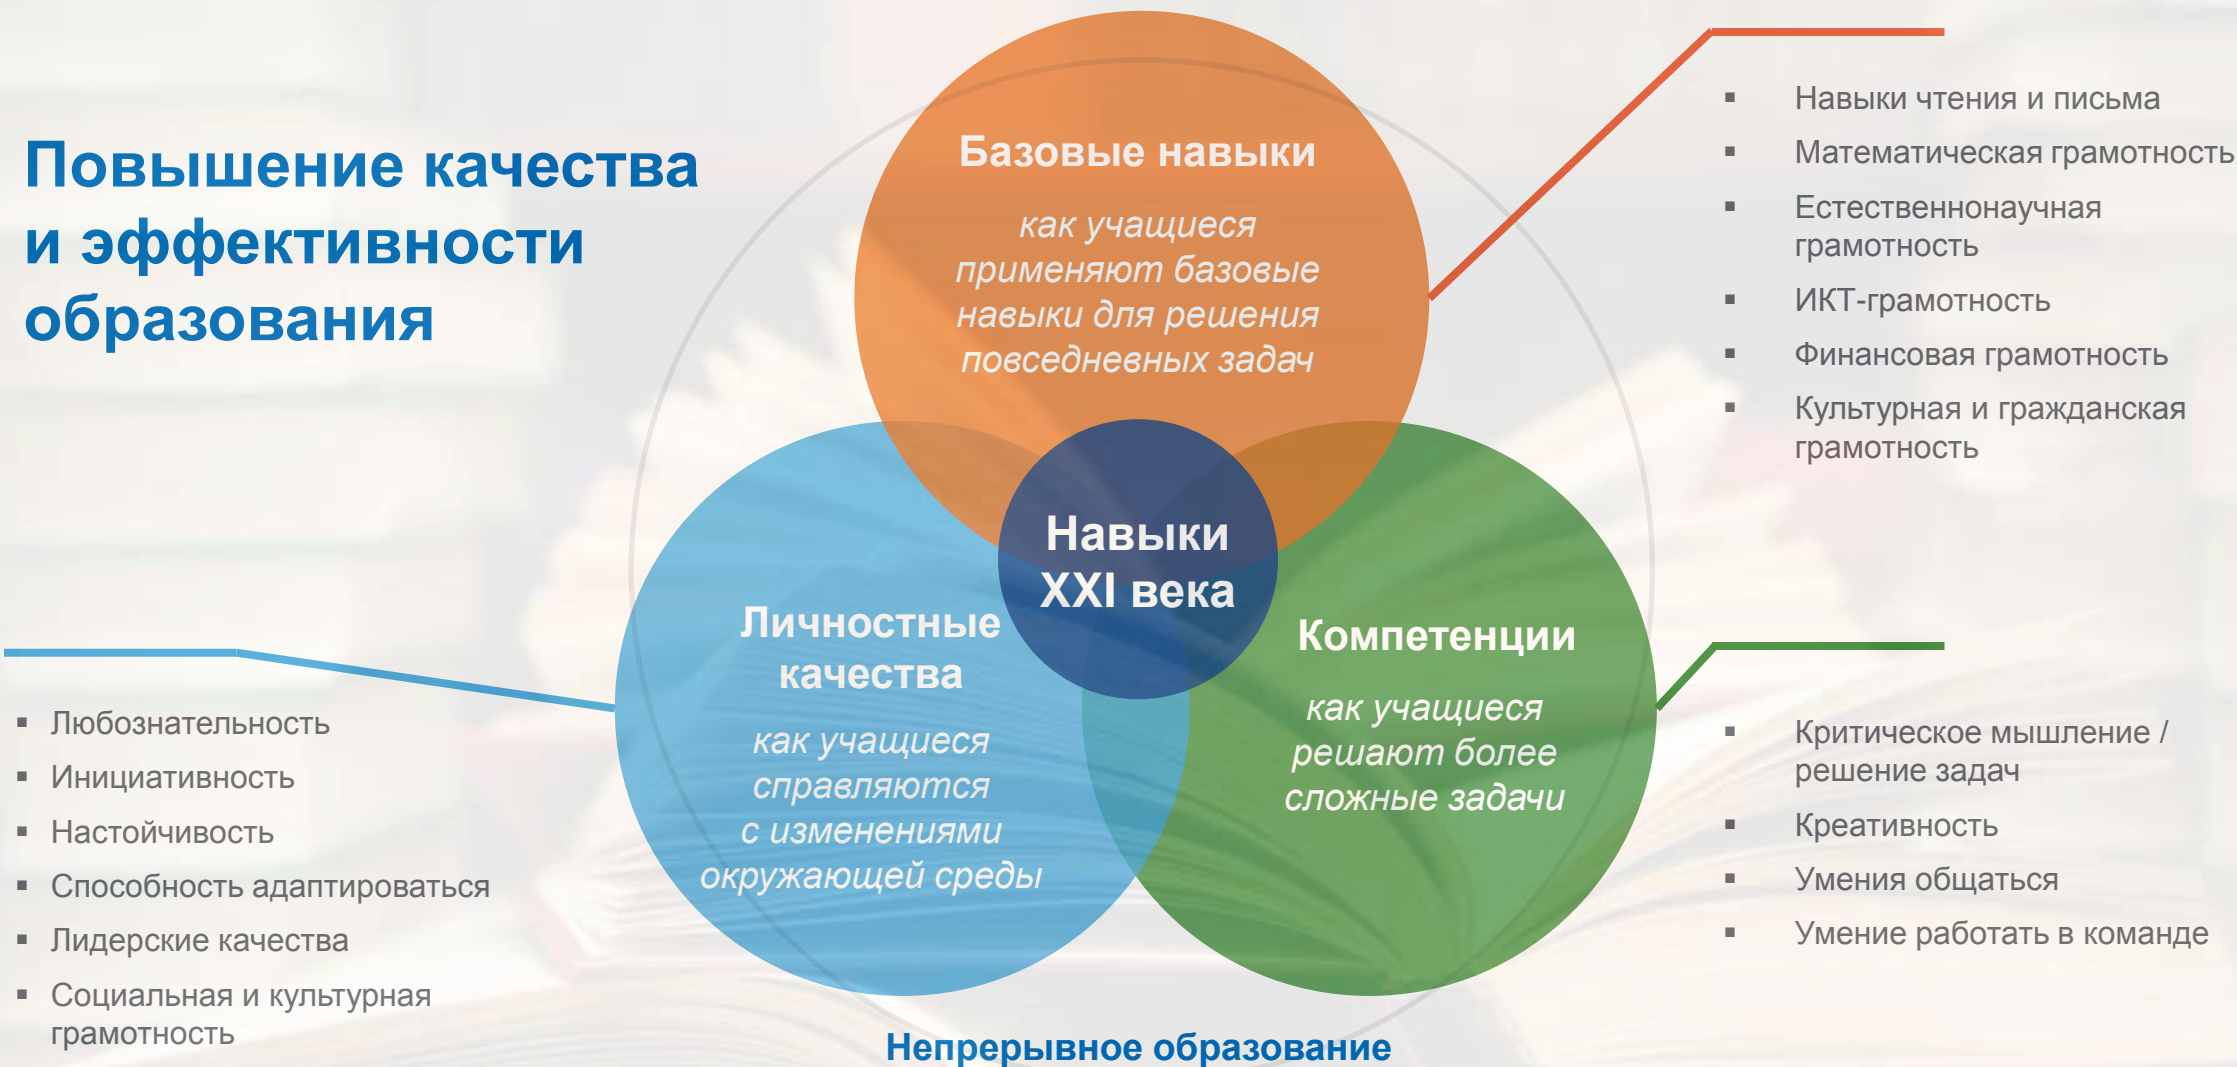 Повышение качества
и эффективности
образования
Базовые навыки
как учащиеся
применяют базовые
навыки для решения
повседневных задач
▪ Навыки чтения и письма
▪ Математическая грамотность
▪ Естественнонаучная
грамотность
▪ ИКТ-грамотность
▪ Финансовая грамотность
▪ Культурная и гражданская
грамотность
Навыки
XXI века
Личностные
качества
как учащиеся
справляются
с изменениями
окружающей среды
▪ Любознательность
▪ Инициативность
▪ Настойчивость
▪ Способность адаптироваться
▪ Лидерские качества
▪ Социальная и культурная
грамотность
Компетенции
как учащиеся
решают более
сложные задачи
▪ Критическое мышление /
решение задач
▪ Креативность
▪ Умения общаться
▪ Умение работать в команде
Непрерывное образование